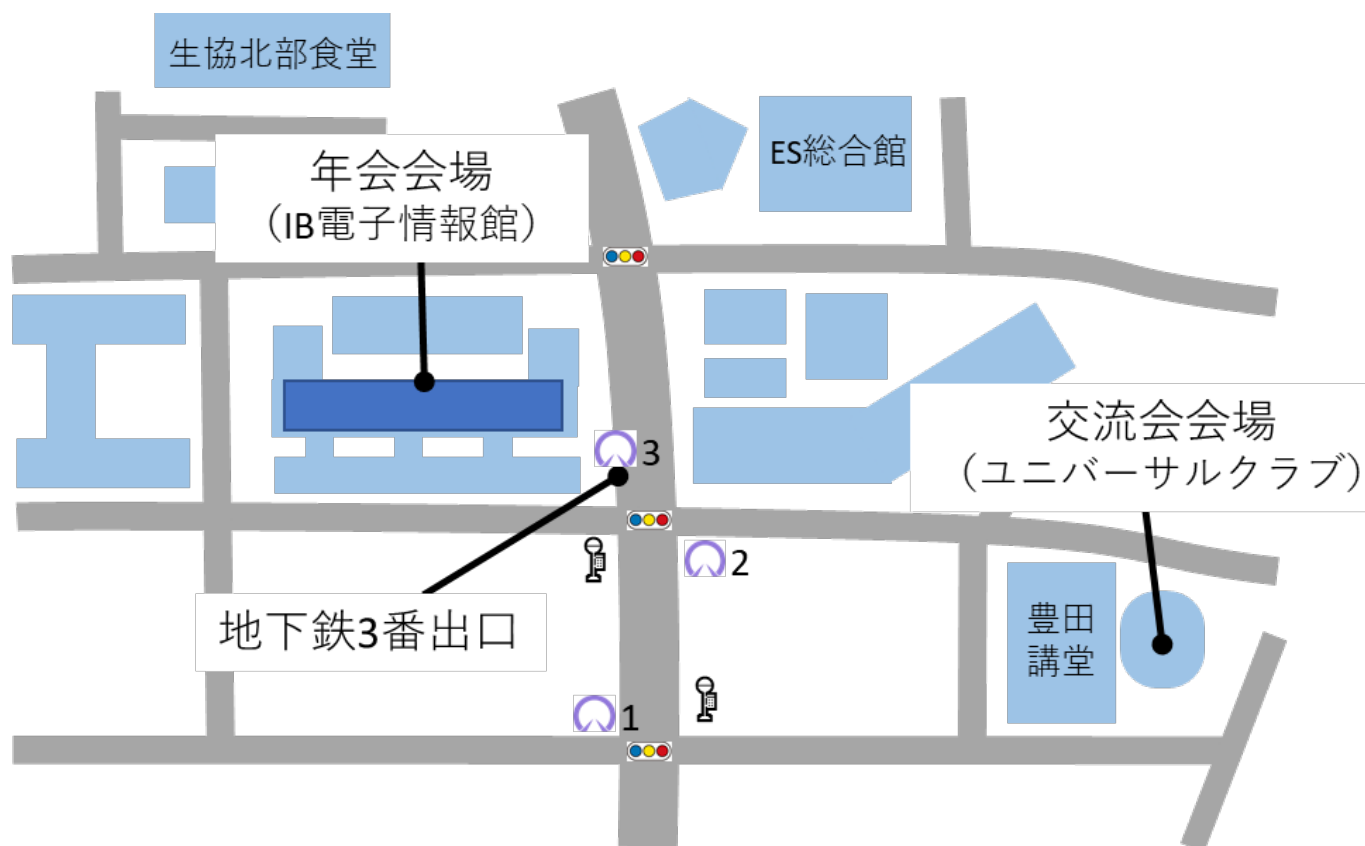 生協北部食堂
ES総合館
年会会場
（IB電子情報館）
交流会会場
（ユニバーサルクラブ）
3
2
地下鉄3番出口
豊田
講堂
1